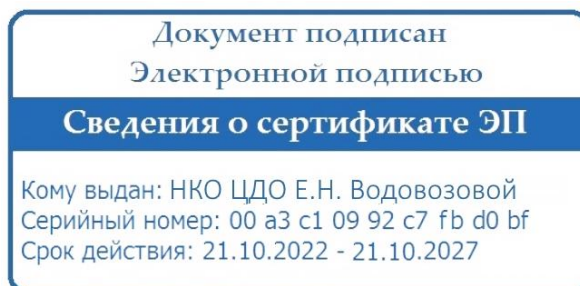 Документ подписан
Электронной подписью
Сведения о сертификате ЭП
Кому выдан: НКО ЦДО Е.Н. Водовозовой
Серийный номер: 00 a3 c1 09 92 c7 fb d0 bf
Срок действия: 21.10.2022 - 21.10.2027